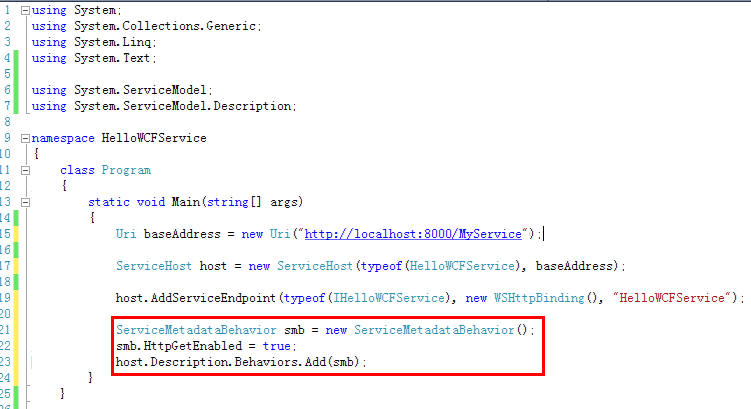 1 using System;
2 using System.Collections.Generic;
3 using System.Linq;
4 using System.Text;
5
6 using System.ServiceModel;
7 using System.ServiceModel.Description;
8
9 namespace HelloWCFService
10 {
11 class Program
12 {
13 static void Main(string[] args)
14 {
15 Uri baseAddress = new Uri("http://localhost:8000/MyService");
16
17 ServiceHost host = new ServiceHost(typeof(HelloWCFService), baseAddress);
18
19 host.AddServiceEndpoint(typeof(IHelloWCFService), new WSHttpBinding(), "HelloWCFService");
20
21 ServiceMetadataBehavior smb = new ServiceMetadataBehavior();
22 smb.HttpGetEnabled = true;
23 host.Description.Behaviors.Add(smb);
24 }
25 }